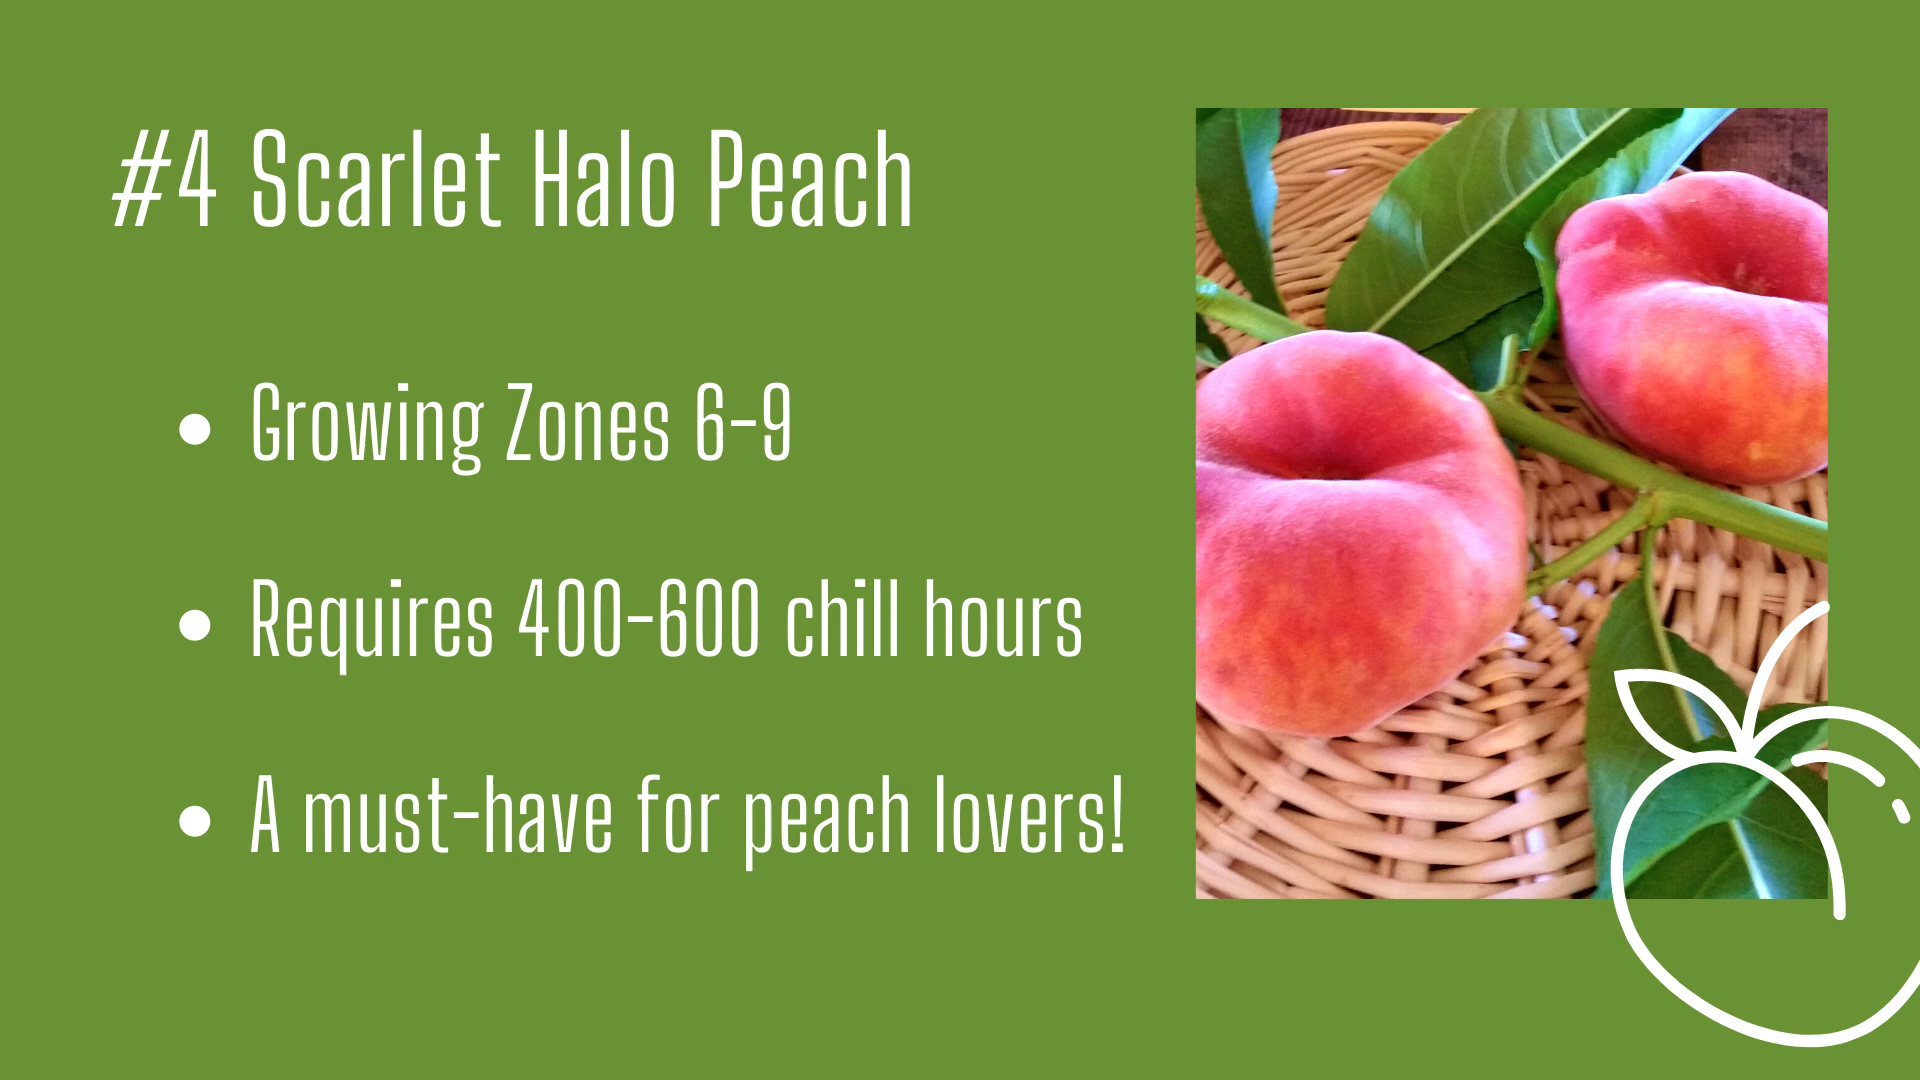 #4 Scarlet Halo Peach
• Growing Zones 6-9
• Requires 400-600 chill hours
• A must-have for peach lovers!